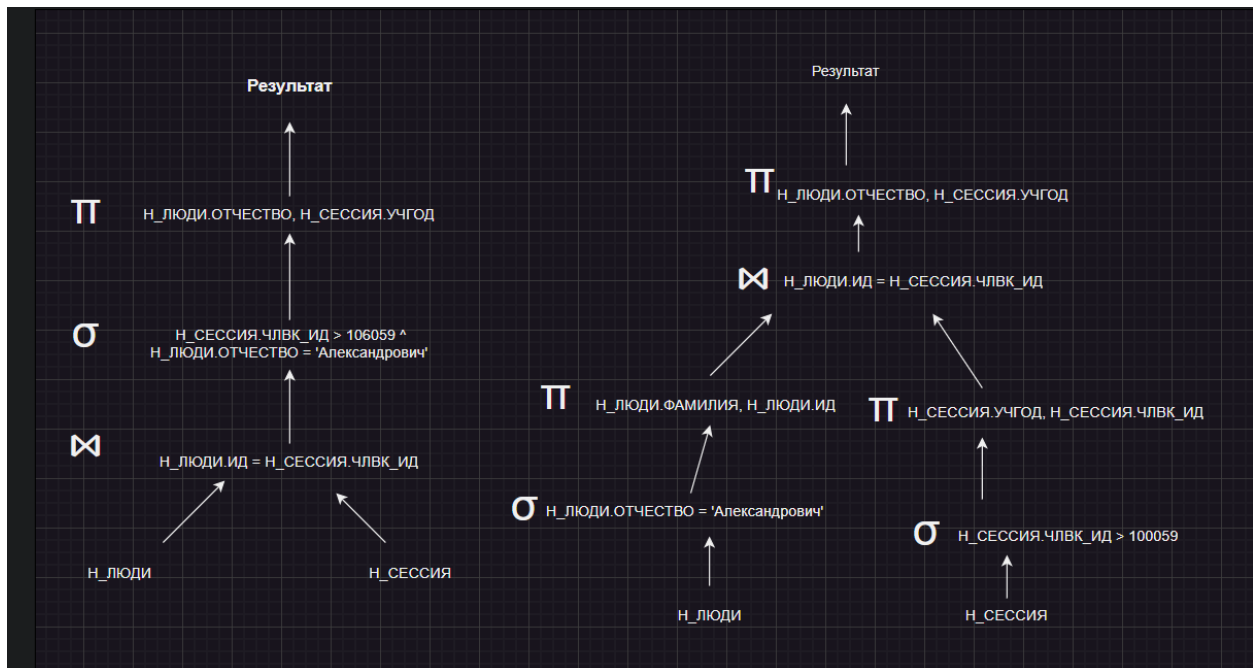 Результат
π Н_ЛЮДИ.ОТЧЕСТВО, Н_СЕССИЯ.УЧГОД
σ Н_СЕССИЯ.ЧЛВК_ИД > 106059 ^
Н_ЛЮДИ.ОТЧЕСТВО = 'Александрович'
⋈ Н_ЛЮДИ.ИД = Н_СЕССИЯ.ЧЛВК_ИД
Н_ЛЮДИ
Н_СЕССИЯ
Результат
π Н_ЛЮДИ.ОТЧЕСТВО, Н_СЕССИЯ.УЧГОД
⋈ Н_ЛЮДИ.ИД = Н_СЕССИЯ.ЧЛВК_ИД
π Н_ЛЮДИ.ФАМИЛИЯ, Н_ЛЮДИ.ИД
π Н_СЕССИЯ.УЧГОД, Н_СЕССИЯ.ЧЛВК_ИД
σ Н_ЛЮДИ.ОТЧЕСТВО = 'Александрович'
σ Н_СЕССИЯ.ЧЛВК_ИД > 100059
Н_ЛЮДИ
Н_СЕССИЯ